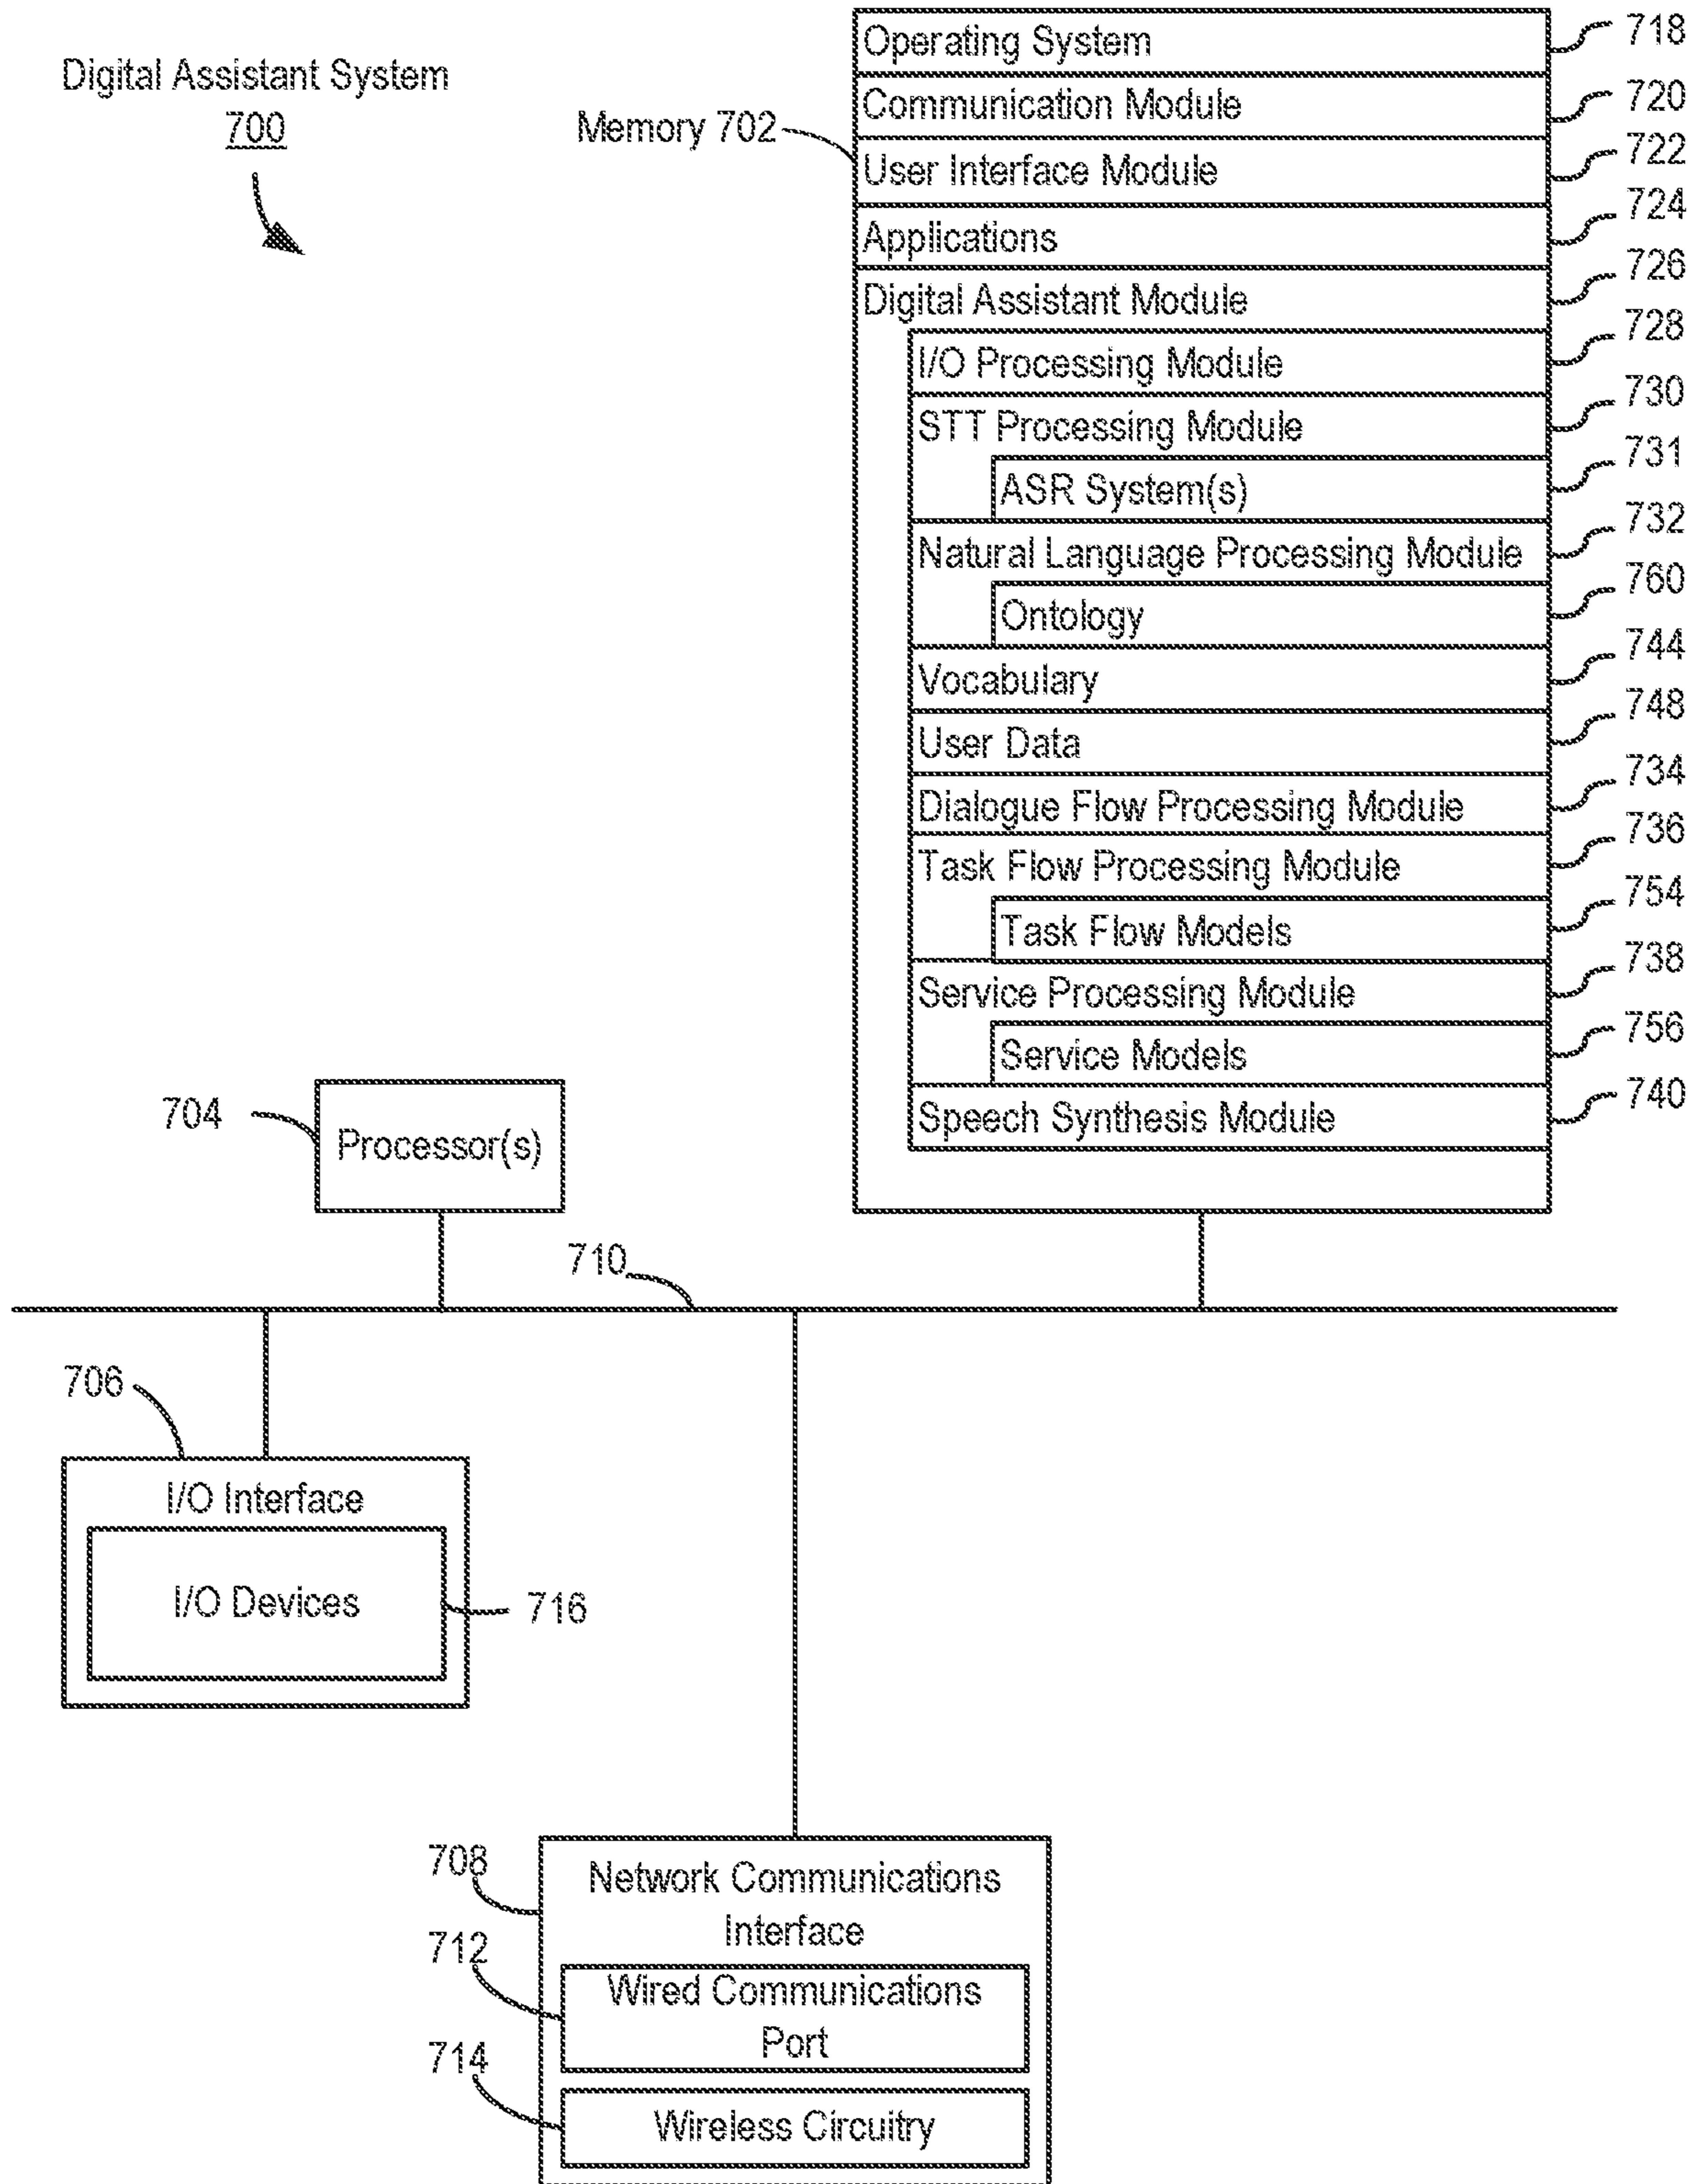 Digital Assistant System
700
Memory 702
Operating System 718
Communication Module 720
User Interface Module 722
Applications 724
Digital Assistant Module 726
I/O Processing Module 728
STT Processing Module 730
ASR System(s) 731
Natural Language Processing Module 732
Ontology 760
Vocabulary 744
User Data 748
Dialogue Flow Processing Module 734
Task Flow Processing Module 736
Task Flow Models 754
Service Processing Module 738
Service Models 756
Speech Synthesis Module 740
704
Processor(s)
710
706
I/O Interface
I/O Devices
716
708
Network Communications
Interface
712
Wired Communications
Port
714
Wireless Circuitry